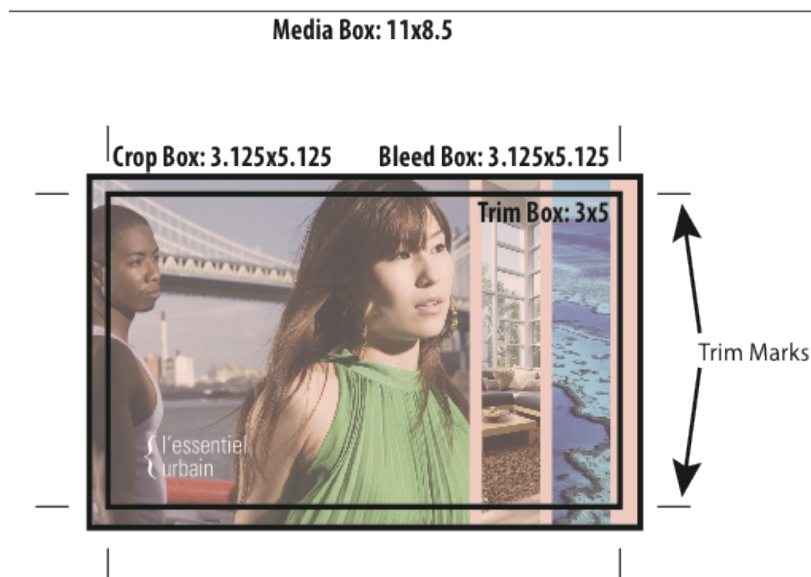 Media Box: 11x8.5
Crop Box: 3.125x5.125 Bleed Box: 3.125x5.125
Trim Box: 3x5
Trim Marks
{ l'essentiel
urbain